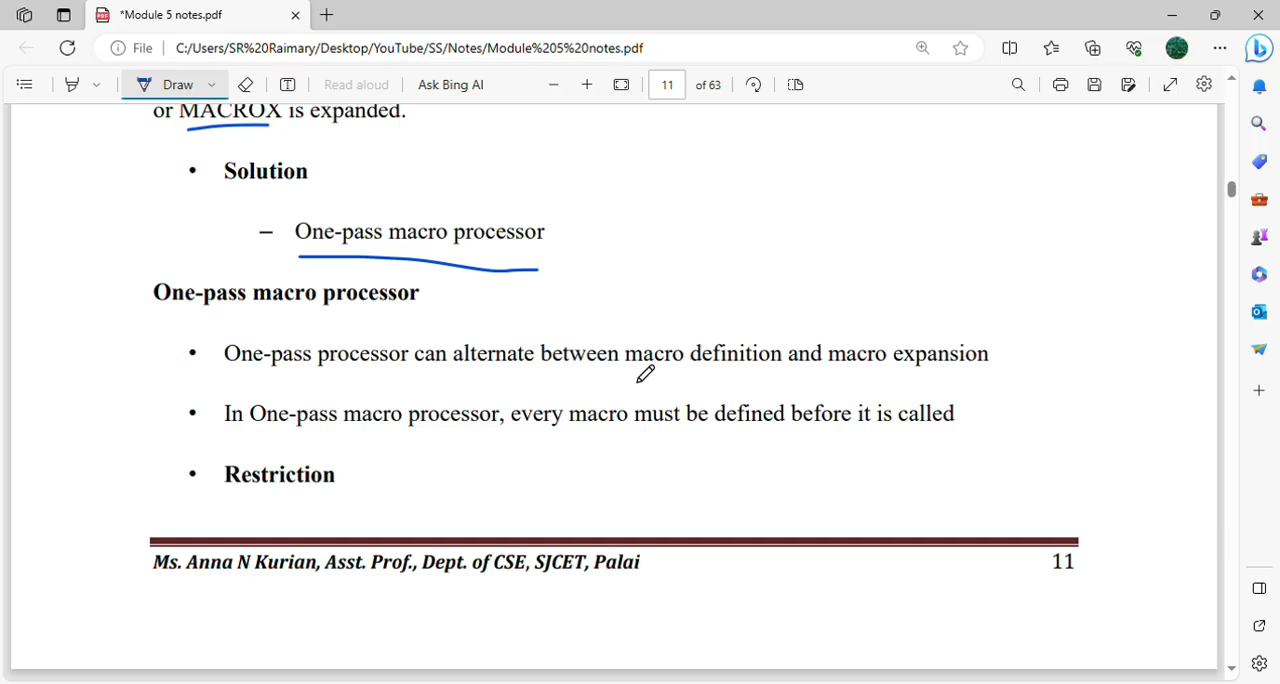 *Module 5 notes.pdf
File
C:/Users/SR%20Raimary/Desktop/YouTube/SS/Notes/Module%205%20notes.pdf
Draw
Read aloud
Ask Bing AI
11 of 63
or MACROX is expanded.
• Solution
– One-pass macro processor
One-pass macro processor
• One-pass processor can alternate between macro definition and macro expansion
• In One-pass macro processor, every macro must be defined before it is called
• Restriction
Ms. Anna N Kurian, Asst. Prof., Dept. of CSE, SJCET, Palai 11